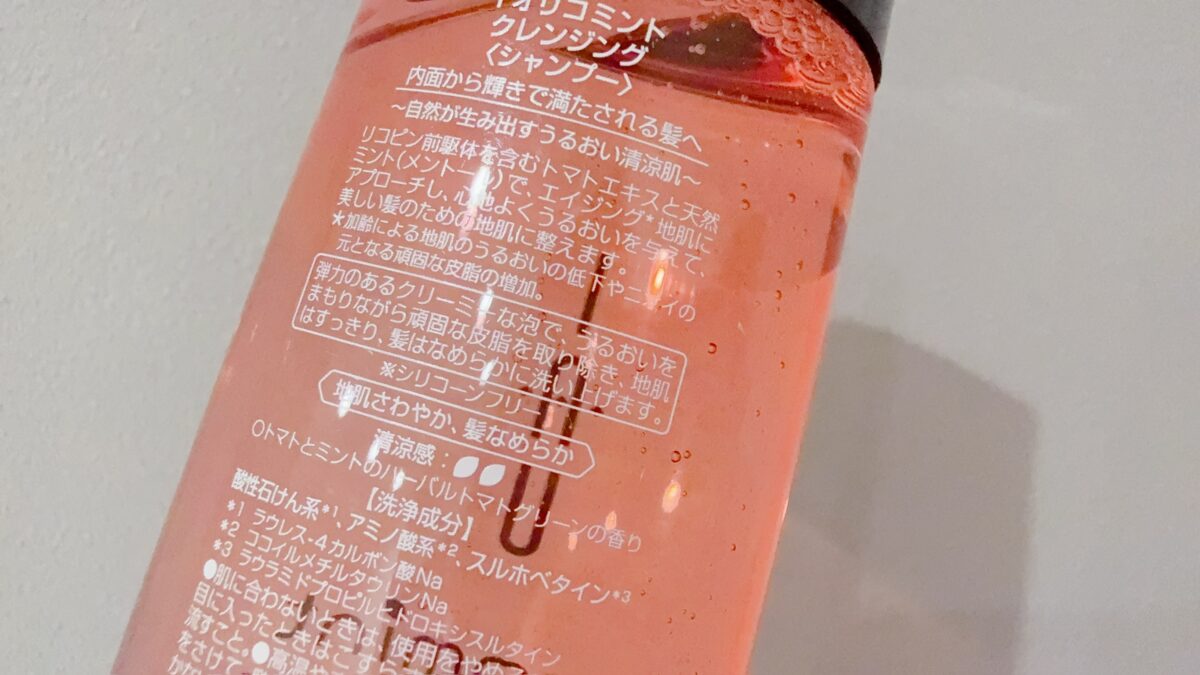 イオリコミント
クレンジング
〈シャンプー〉
内面から輝きで満たされる髪へ
～自然が生み出すうるおい清涼肌～
リコピン前駆体を含むトマトエキスと天然
ミント(メントール)で、エイジング*地肌に
アプローチし、心地よくうるおいを与えて、
美しい髪のための地肌に整えます。
★加齢による地肌のうるおいの低下やニオイの
元となる頑固な皮脂の増加。
弾力のあるクリーミーな泡で、うるおいを
まもりながら頑固な皮脂を取り除き、地肌
はすっきり、髪はなめらかに洗い上げます。
※シリコーンフリー
地肌さわやか、髪なめらか
清涼感:
〇トマトとミントのハーバルトマトグリーンの香り
【洗浄成分】
酸性石けん系*1、アミノ酸系*2、スルホベタイン*3
*1 ラウレス-4カルボン酸Na
*2 ココイルメチルタウリンNa
*3 ラウラミドプロピルヒドロキシスルタイン
●肌に合わないときは、使用をやめ
目に入ったときはこすら
流すこと。●高温や
をさけて